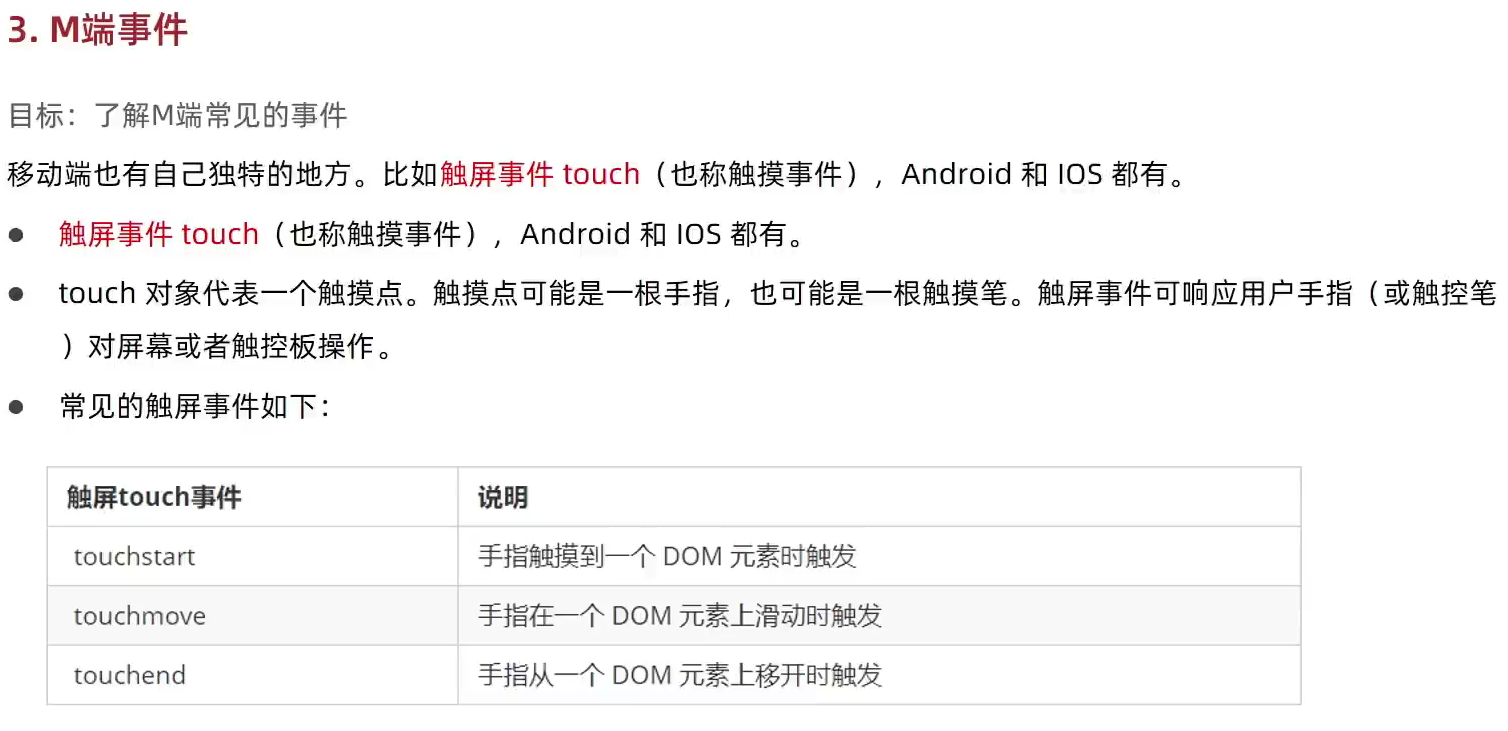 3. M端事件
目标：了解M端常见的事件
移动端也有自己独特的地方。比如触屏事件 touch（也称触摸事件），Android 和 IOS 都有。
● 触屏事件 touch（也称触摸事件），Android 和 IOS 都有。
● touch 对象代表一个触摸点。触摸点可能是一根手指，也可能是一根触摸笔。触屏事件可响应用户手指（或触控笔
）对屏幕或者触控板操作。
● 常见的触屏事件如下：
触屏touch事件 说明
touchstart 手指触摸到一个 DOM 元素时触发
touchmove 手指在一个 DOM 元素上滑动时触发
touchend 手指从一个 DOM 元素上移开时触发